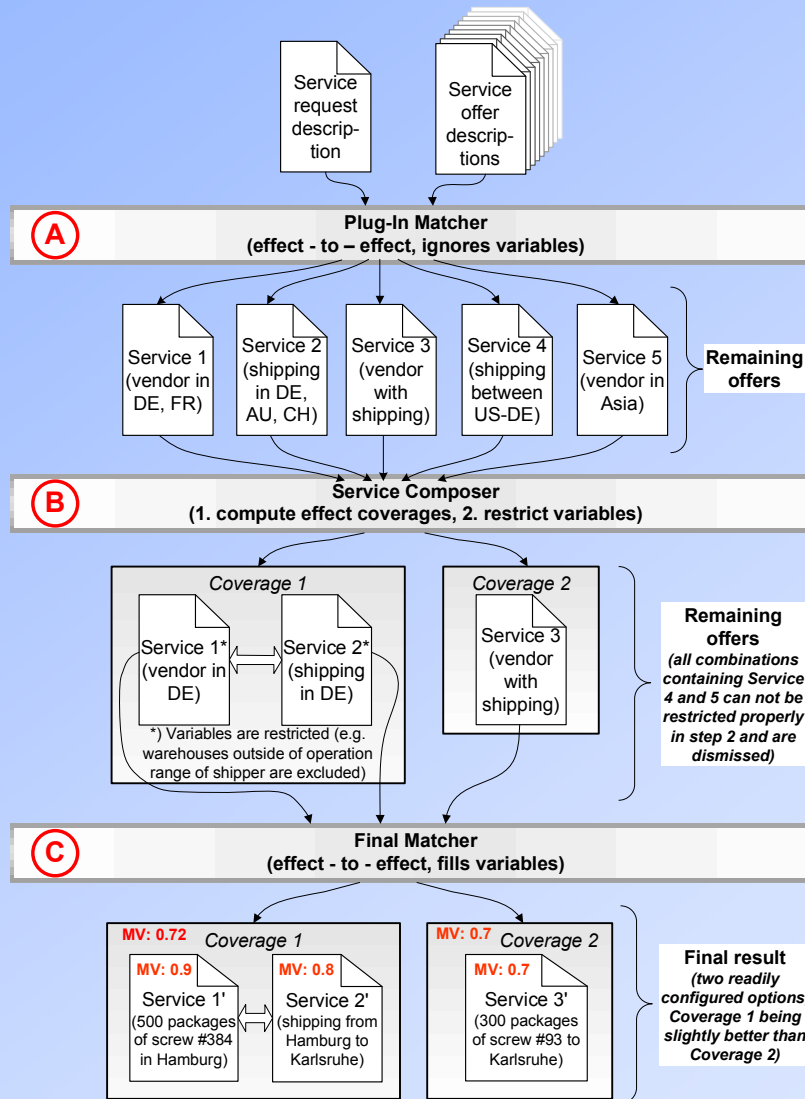 Service
request
descrip-
tion
Service
offer
descrip-
tions
A
Plug-In Matcher
(effect - to – effect, ignores variables)
Service 1
(vendor in
DE, FR)
Service 2
(shipping
in DE,
AU, CH)
Service 3
(vendor
with
shipping)
Service 4
(shipping
between
US-DE)
Service 5
(vendor in
Asia)
Remaining
offers
B
Service Composer
(1. compute effect coverages, 2. restrict variables)
Coverage 1
Service 1*
(vendor in
DE)
Service 2*
(shipping
in DE)
*) Variables are restricted (e.g.
warehouses outside of operation
range of shipper are excluded)
Coverage 2
Service 3
(vendor
with
shipping)
Remaining
offers
(all combinations
containing Service
4 and 5 can not be
restricted properly
in step 2 and are
dismissed)
C
Final Matcher
(effect - to - effect, fills variables)
MV: 0.72
Coverage 1
MV: 0.9
Service 1'
(500 packages
of screw #384
in Hamburg)
MV: 0.8
Service 2'
(shipping from
Hamburg to
Karlsruhe)
MV: 0.7
Coverage 2
MV: 0.7
Service 3'
(300 packages
of screw #93 to
Karlsruhe)
Final result
(two readily
configured options
Coverage 1 being
slightly better than
Coverage 2)